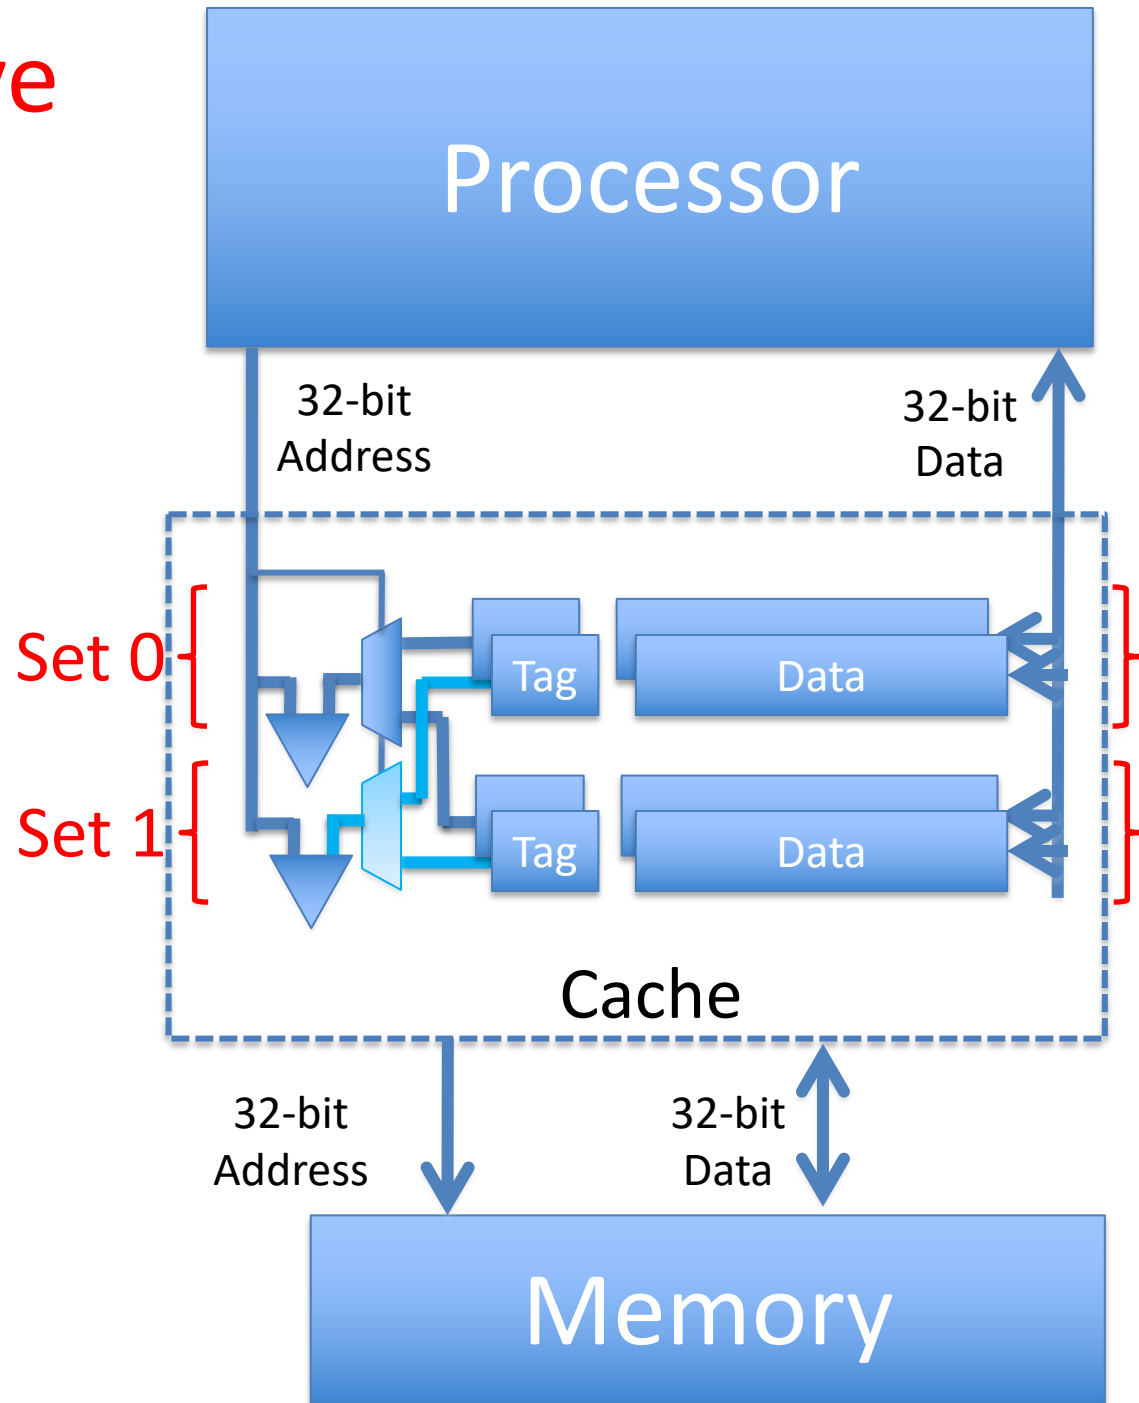 Processor
32-bit
Address
32-bit
Data
Set 0
Tag
Data
Set 1
Tag
Data
Cache
32-bit
Address
32-bit
Data
Memory